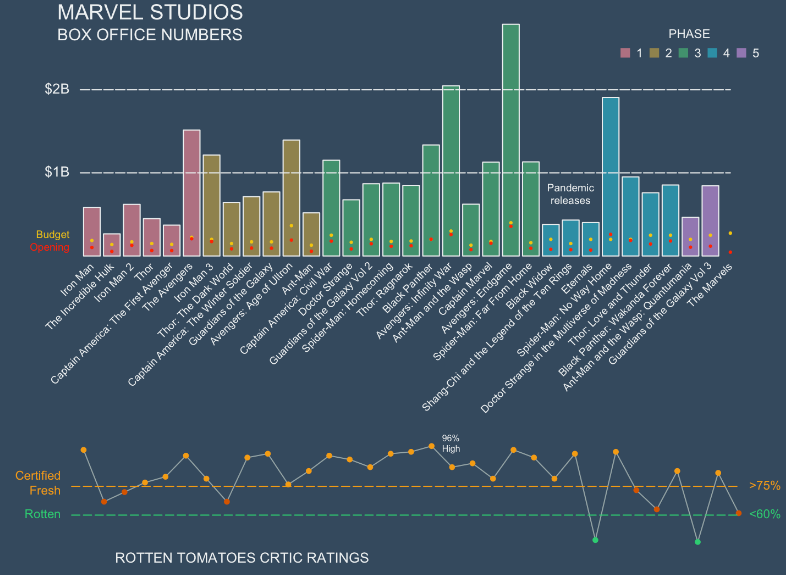 MARVEL STUDIOS
BOX OFFICE NUMBERS
PHASE
1 2 3 4 5
$2B
$1B
Pandemic
releases
Budget
Opening
Iron Man
The Incredible Hulk
Iron Man 2
Thor
Captain America: The First Avenger
The Avengers
Iron Man 3
Thor: The Dark World
Captain America: The Winter Soldier
Guardians of the Galaxy
Avengers: Age of Ultron
Ant-Man
Captain America: Civil War
Doctor Strange
Guardians of the Galaxy Vol 2
Spider-Man: Homecoming
Thor: Ragnarok
Black Panther
Avengers: Infinity War
Ant-Man and the Wasp
Captain Marvel
Avengers: Endgame
Spider-Man: Far From Home
Black Widow
Shang-Chi and the Legend of the Ten Rings
Eternals
Spider-Man: No Way Home
Doctor Strange in the Multiverse of Madness
Thor: Love and Thunder
Black Panther: Wakanda Forever
Ant-Man and the Wasp: Quantumania
Guardians of the Galaxy Vol 3
The Marvels
96%
High
Certified
Fresh
>75%
Rotten
<60%
ROTTEN TOMATOES CRTIC RATINGS